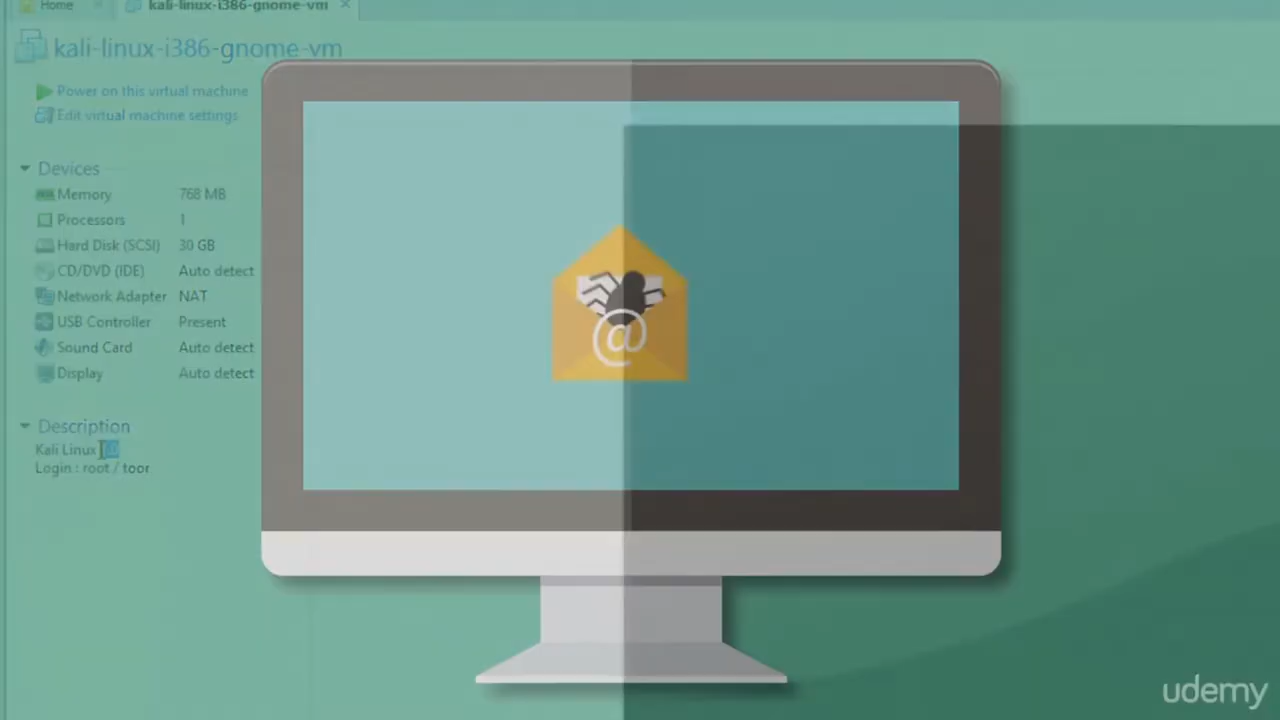 Home
kali-linux-i386-gnome-vm
kali-linux-i386-gnome-vm
Power on this virtual machine
Edit virtual machine settings
Devices
Memory 768 MB
Processors 1
Hard Disk (SCSI) 30 GB
CD/DVD (IDE) Auto detect
Network Adapter NAT
USB Controller Present
Sound Card Auto detect
Display Auto detect
Description
Kali Linux
Login : root / toor
@
udemy